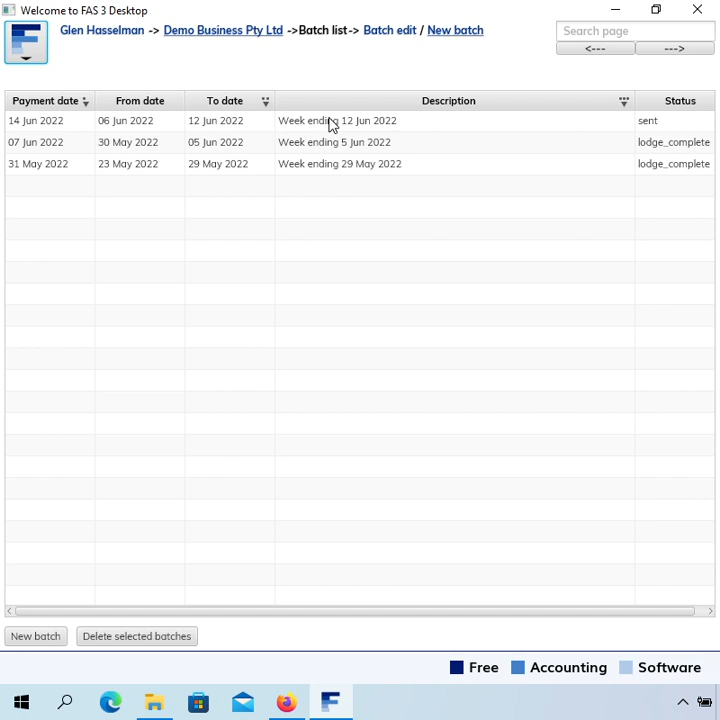 Welcome to FAS 3 Desktop
Glen Hasselman -> Demo Business Pty Ltd ->Batch list-> Batch edit / New batch
Search page
<--- --->
Payment date From date To date Description Status
14 Jun 2022 06 Jun 2022 12 Jun 2022 Week ending 12 Jun 2022 sent
07 Jun 2022 30 May 2022 05 Jun 2022 Week ending 5 Jun 2022 lodge_complete
31 May 2022 23 May 2022 29 May 2022 Week ending 29 May 2022 lodge_complete
New batch Delete selected batches
Free Accounting Software